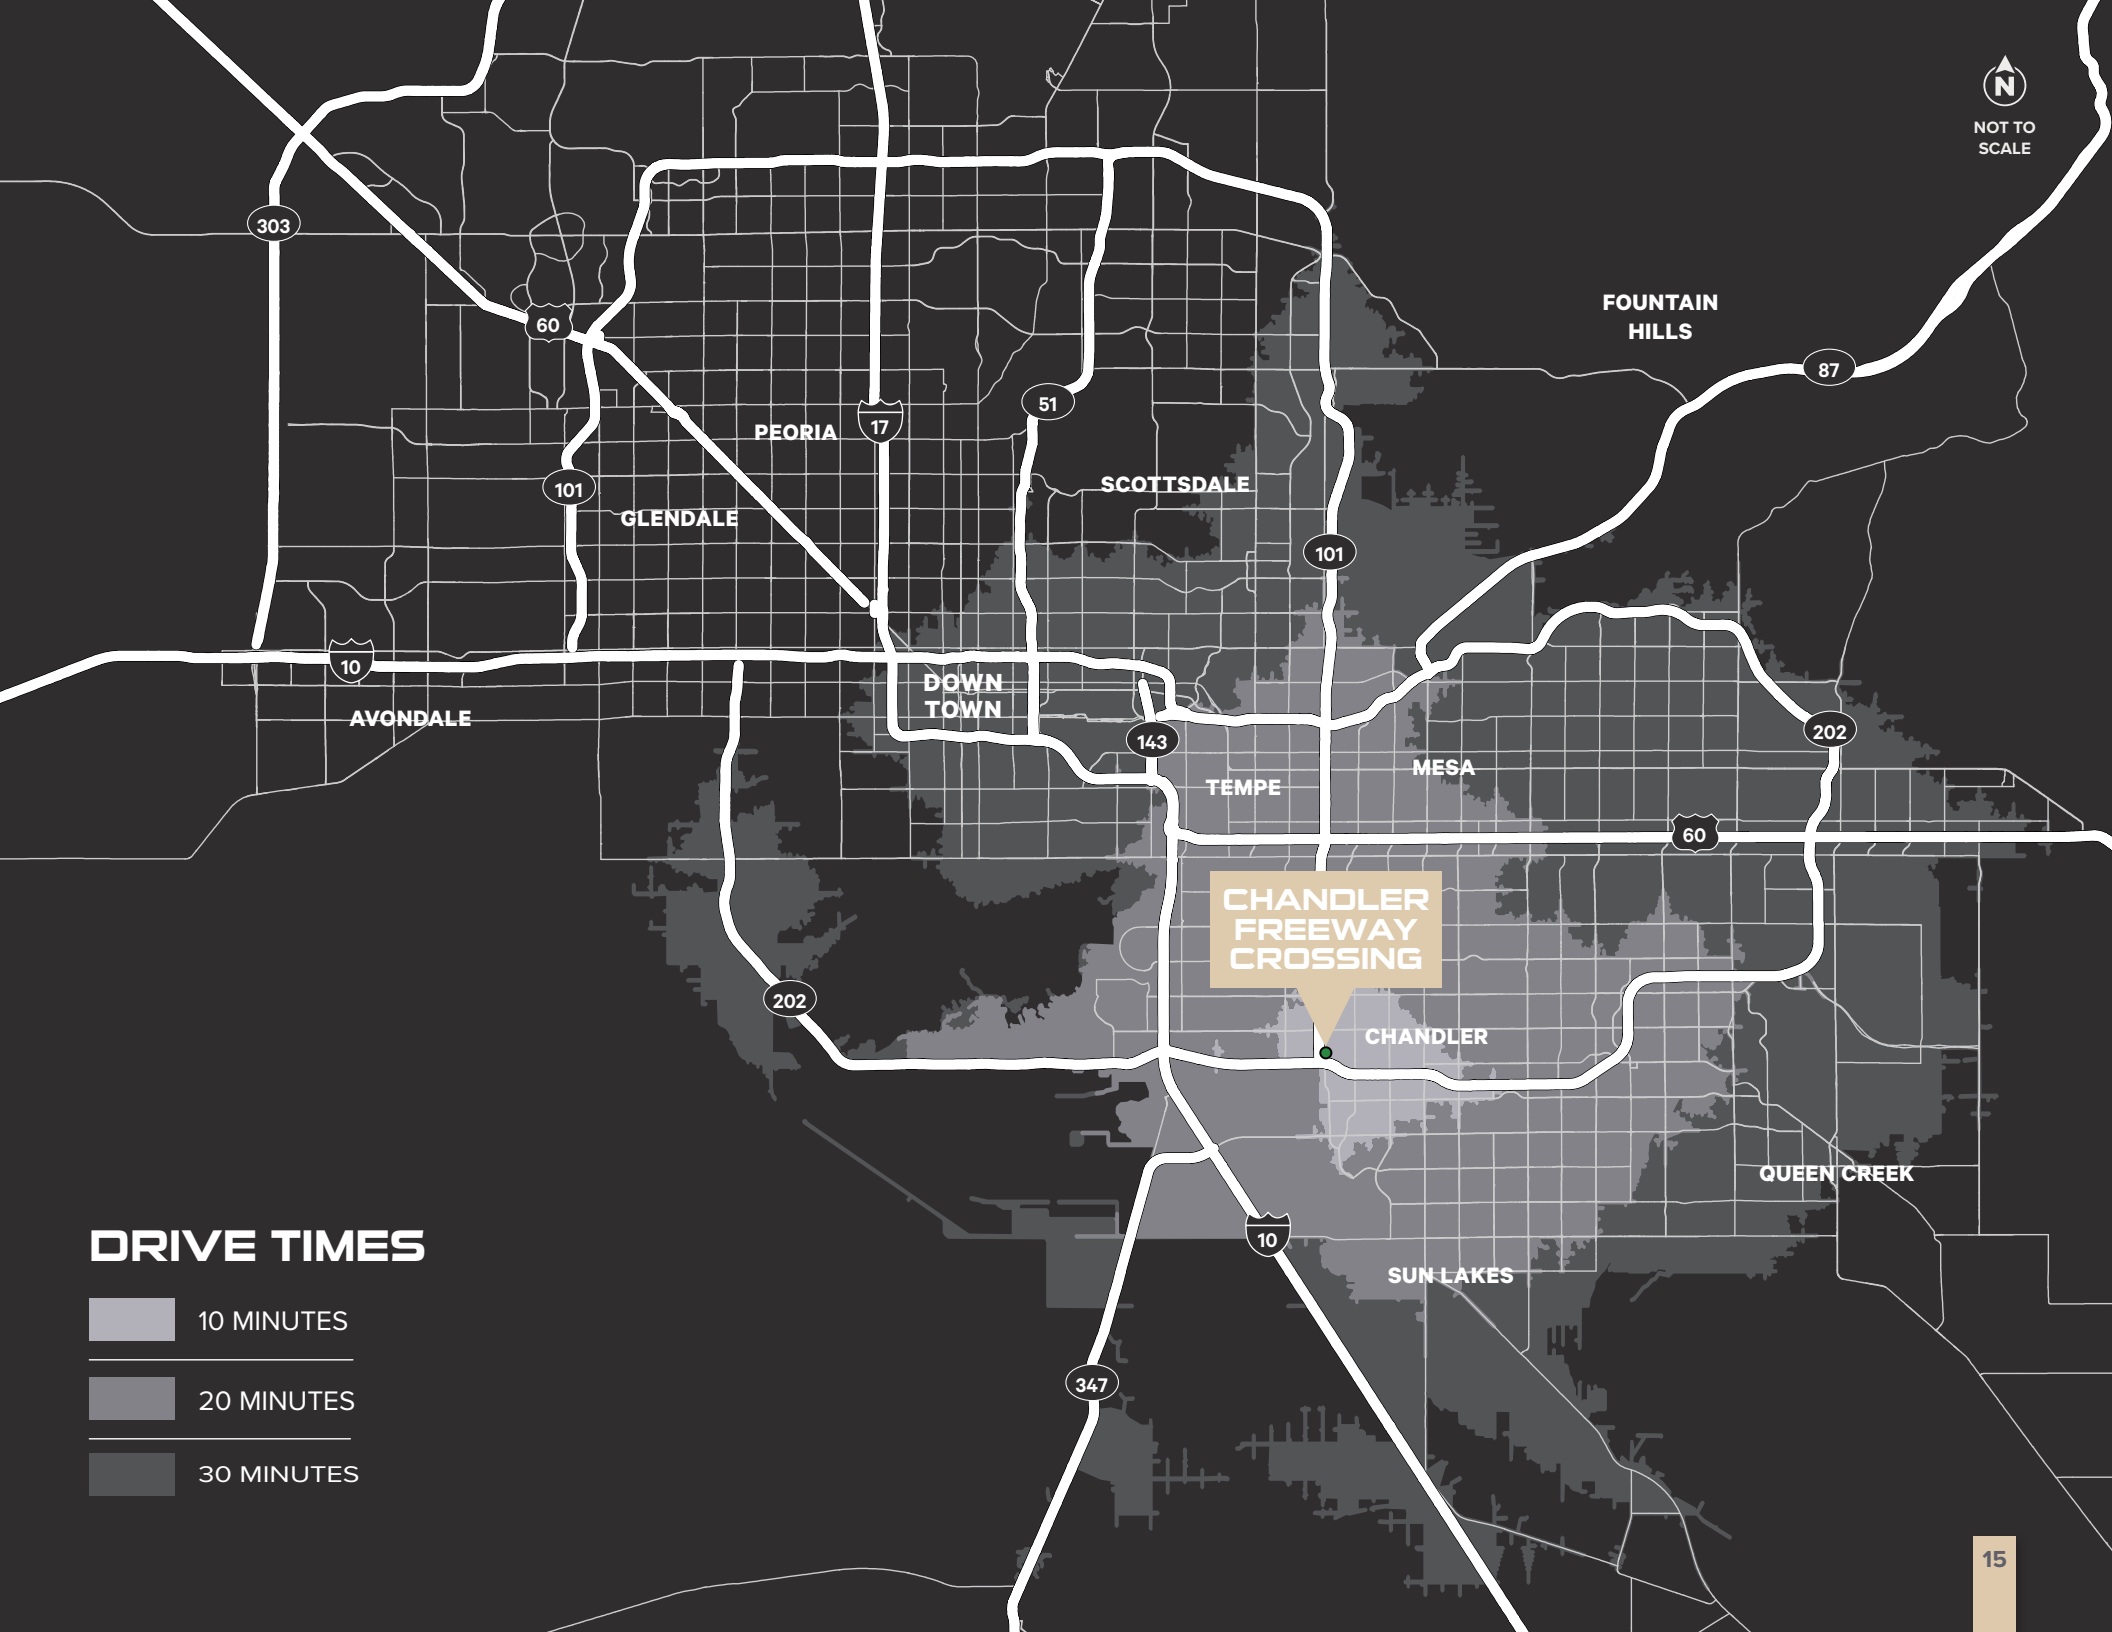 N
NOT TO
SCALE
303
FOUNTAIN
HILLS
60
87
51
17
PEORIA
SCOTTSDALE
101
GLENDALE
101
10
DOWN
TOWN
AVONDALE
202
143
MESA
TEMPE
60
CHANDLER
FREEWAY
CROSSING
202
CHANDLER
QUEEN CREEK
10
SUN LAKES
347
DRIVE TIMES
10 MINUTES
20 MINUTES
30 MINUTES
15